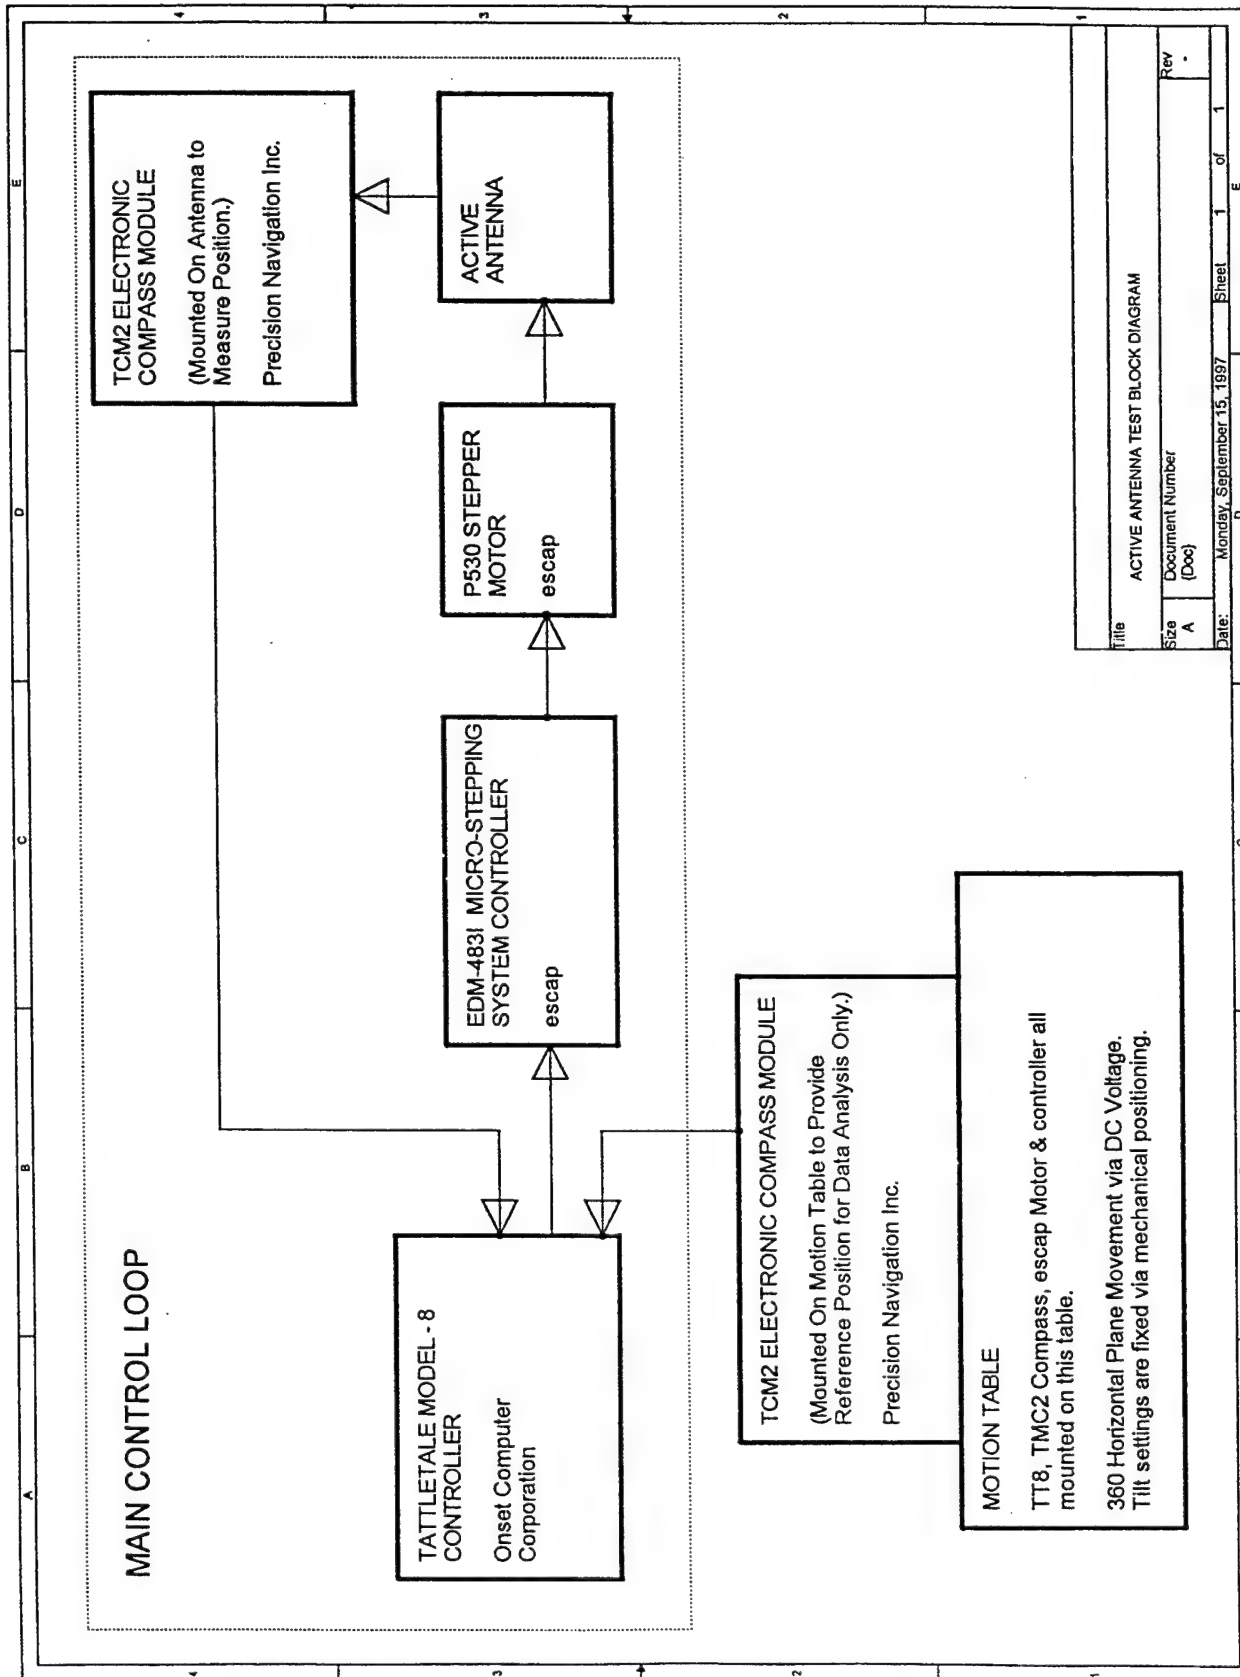 MAIN CONTROL LOOP
TATTLETALE MODEL - 8
CONTROLLER
Onset Computer
Corporation
EDM-483I MICRO-STEPPING
SYSTEM CONTROLLER
escap
P530 STEPPER
MOTOR
escap
ACTIVE
ANTENNA
TCM2 ELECTRONIC
COMPASS MODULE
(Mounted On Antenna to
Measure Position.)
Precision Navigation Inc.
TCM2 ELECTRONIC COMPASS MODULE
(Mounted On Motion Table to Provide
Reference Position for Data Analysis Only.)
Precision Navigation Inc.
MOTION TABLE
TT8, TMC2 Compass, escap Motor & controller all
mounted on this table.
360 Horizontal Plane Movement via DC Voltage.
Tilt settings are fixed via mechanical positioning.
Title
ACTIVE ANTENNA TEST BLOCK DIAGRAM
Size Document Number Rev
A {Doc} -
Date: Monday, September 15, 1997 Sheet 1 of 1
A B C D E
4 3 2 1
4 3 2 1
D E